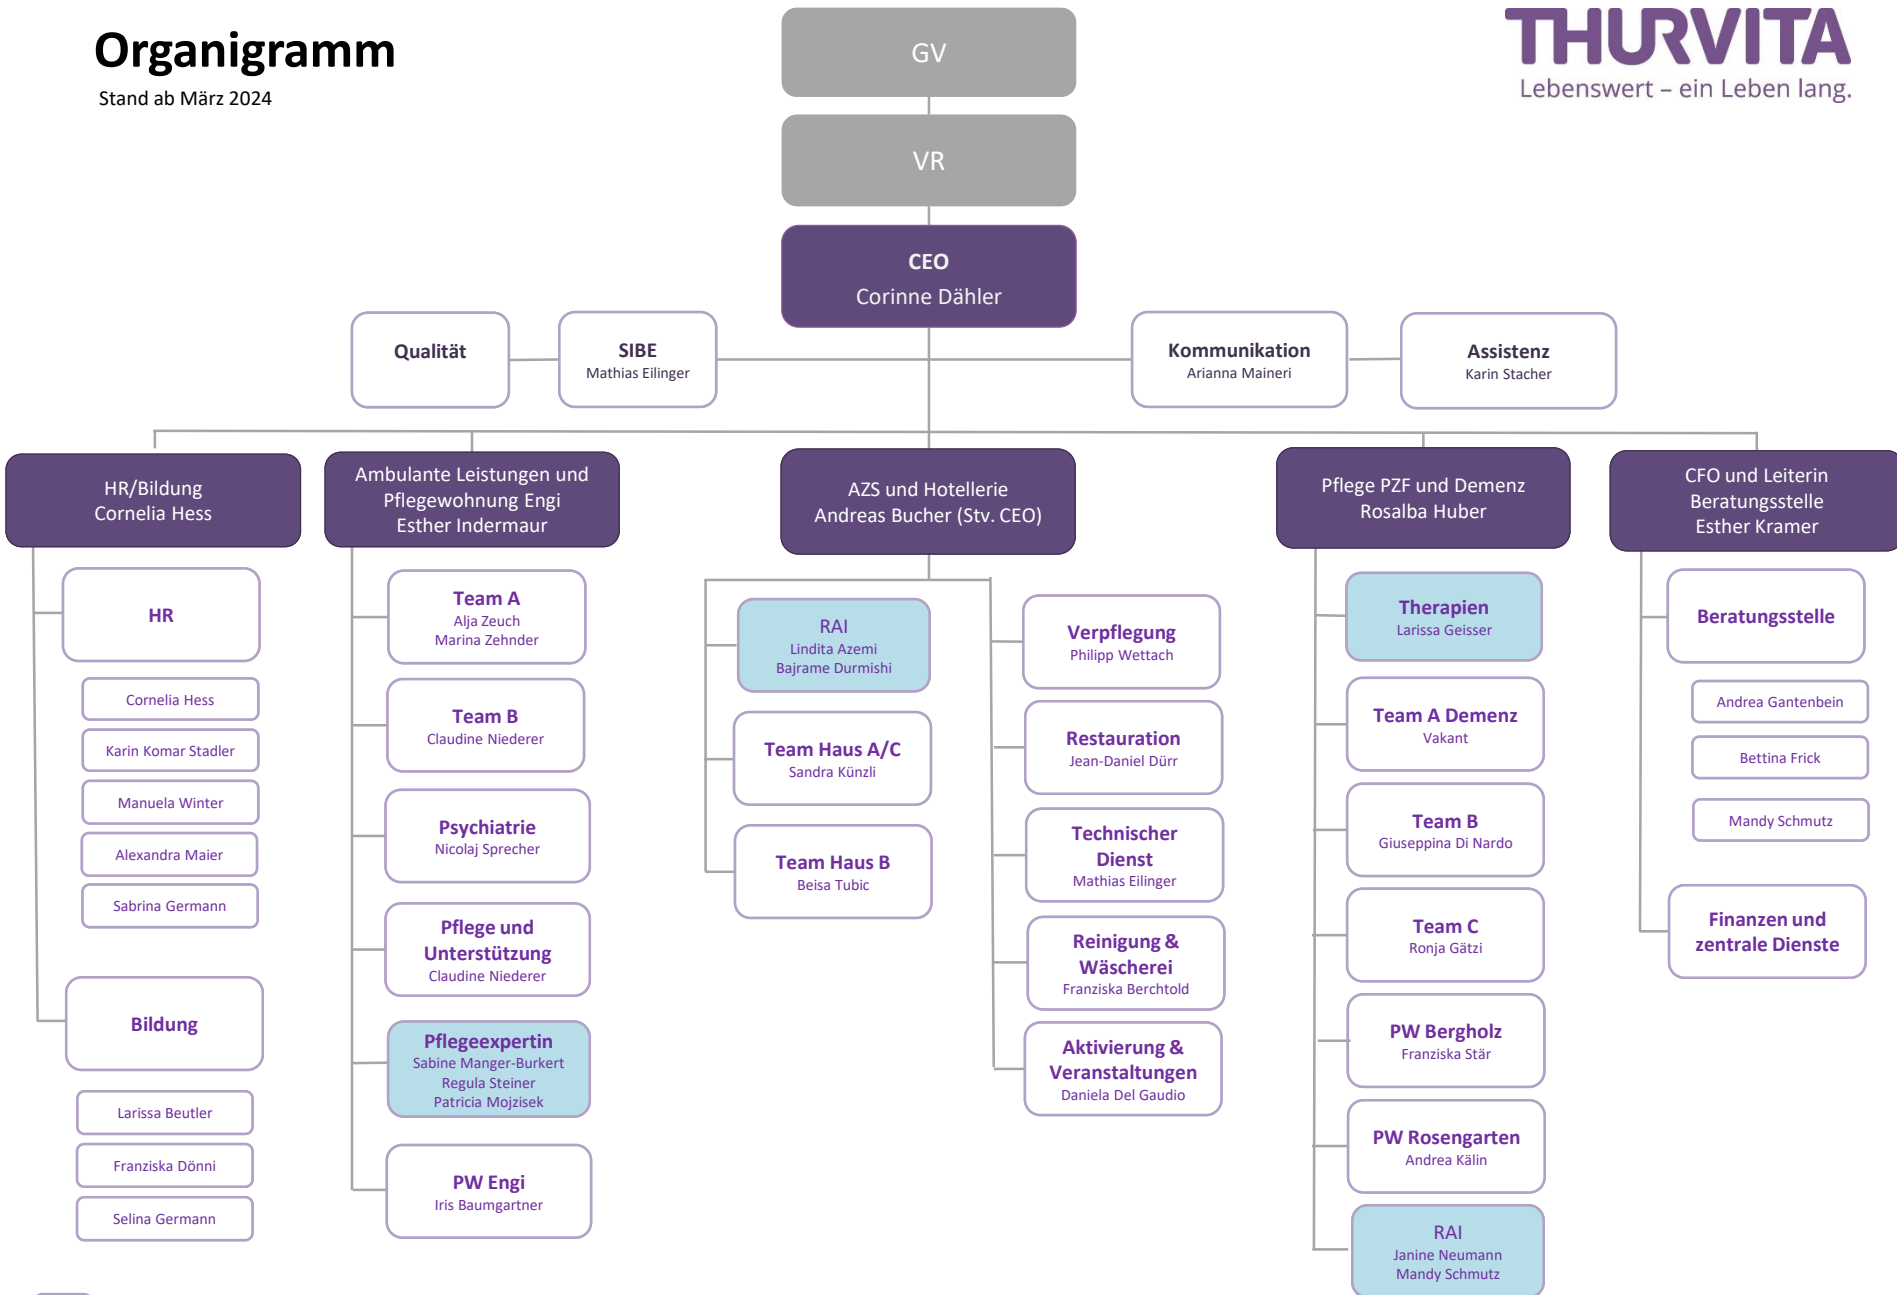 Organigramm
Stand ab März 2024
THURVITA
Lebenswert – ein Leben lang.
GV
VR
CEO
Corinne Dähler
Qualität
SIBE
Mathias Eilinger
Kommunikation
Arianna Maineri
Assistenz
Karin Stacher
HR/Bildung
Cornelia Hess
Ambulante Leistungen und
Pflegewohnung Engi
Esther Indermaur
AZS und Hotellerie
Andreas Bucher (Stv. CEO)
Pflege PZF und Demenz
Rosalba Huber
CFO und Leiterin
Beratungsstelle
Esther Kramer
HR
Cornelia Hess
Karin Komar Stadler
Manuela Winter
Alexandra Maier
Sabrina Germann
Bildung
Larissa Beutler
Franziska Dönni
Selina Germann
Team A
Alja Zeuch
Marina Zehnder
Team B
Claudine Niederer
Psychiatrie
Nicolaj Sprecher
Pflege und
Unterstützung
Claudine Niederer
Pflegeexpertin
Sabine Manger-Burkert
Regula Steiner
Patricia Mojzisek
PW Engi
Iris Baumgartner
RAI
Lindita Azemi
Bajrame Durmishi
Team Haus A/C
Sandra Künzli
Team Haus B
Beisa Tubic
Verpflegung
Philipp Wettach
Restauration
Jean-Daniel Dürr
Technischer
Dienst
Mathias Eilinger
Reinigung &
Wäscherei
Franziska Berchtold
Aktivierung &
Veranstaltungen
Daniela Del Gaudio
Therapien
Larissa Geisser
Team A Demenz
Vakant
Team B
Giuseppina Di Nardo
Team C
Ronja Gätzi
PW Bergholz
Franziska Stär
PW Rosengarten
Andrea Kälin
RAI
Janine Neumann
Mandy Schmutz
Beratungsstelle
Andrea Gantenbein
Bettina Frick
Mandy Schmutz
Finanzen und
zentrale Dienste